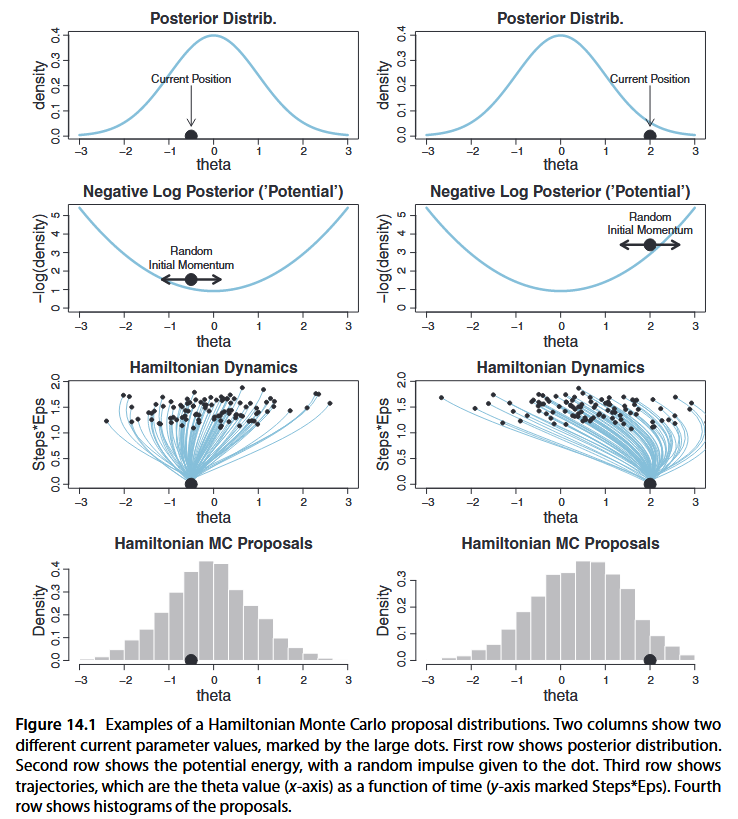 Posterior Distrib.
density
0.0 0.1 0.2 0.3 0.4
Current Position
−3 −2 −1 0 1 2 3
theta
Posterior Distrib.
density
0.0 0.1 0.2 0.3 0.4
Current Position
−3 −2 −1 0 1 2 3
theta
Negative Log Posterior ('Potential')
−log(density)
0 1 2 3 4 5
Random
Initial Momentum
−3 −2 −1 0 1 2 3
theta
Negative Log Posterior ('Potential')
−log(density)
0 1 2 3 4 5
Random
Initial Momentum
−3 −2 −1 0 1 2 3
theta
Hamiltonian Dynamics
Steps*Eps
0.0 0.5 1.0 1.5 2.0
−3 −2 −1 0 1 2 3
theta
Hamiltonian Dynamics
Steps*Eps
0.0 0.5 1.0 1.5 2.0
−3 −2 −1 0 1 2 3
theta
Hamiltonian MC Proposals
Density
0.0 0.1 0.2 0.3 0.4
−3 −2 −1 0 1 2 3
theta
Hamiltonian MC Proposals
Density
0.0 0.1 0.2 0.3
−3 −2 −1 0 1 2 3
theta
Figure 14.1 Examples of a Hamiltonian Monte Carlo proposal distributions. Two columns show two
different current parameter values, marked by the large dots. First row shows posterior distribution.
Second row shows the potential energy, with a random impulse given to the dot. Third row shows
trajectories, which are the theta value (x-axis) as a function of time (y-axis marked Steps*Eps). Fourth
row shows histograms of the proposals.